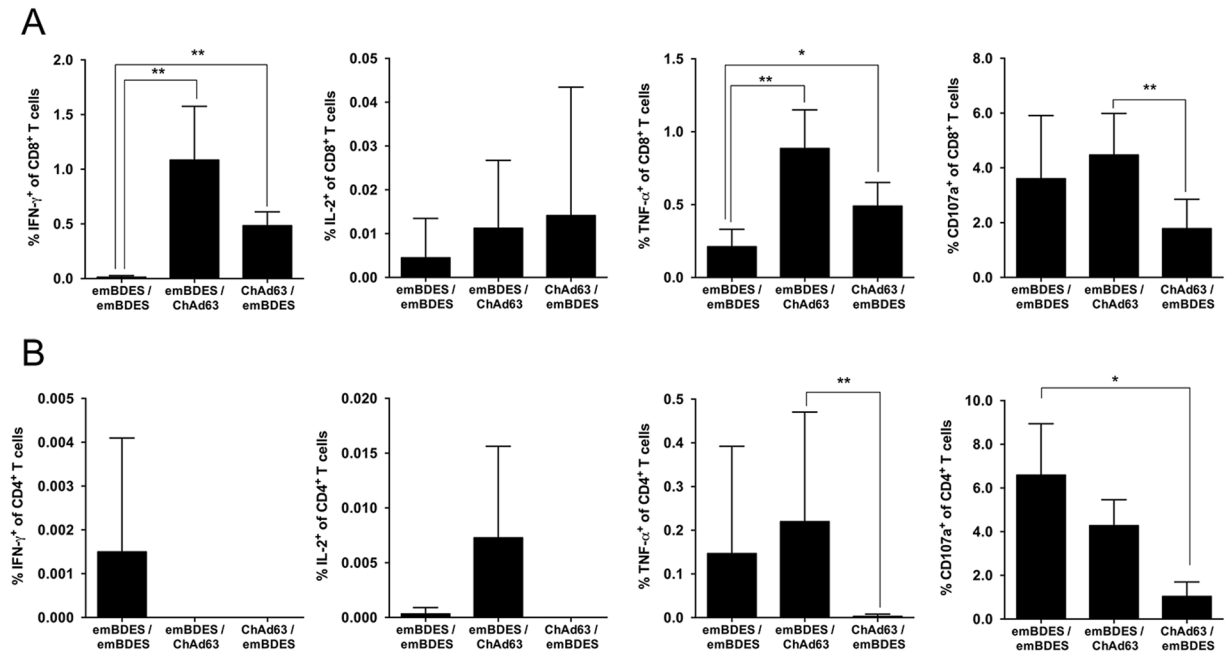 A
% IFN-γ+ of CD8+ T cells
2.0
1.5
1.0
0.5
0.0
**
**
emBDES / emBDES / ChAd63 /
emBDES ChAd63 emBDES
% IL-2+ of CD8+ T cells
0.05
0.04
0.03
0.02
0.01
0.00
emBDES / emBDES / ChAd63 /
emBDES ChAd63 emBDES
% TNF-α+ of CD8+ T cells
1.5
1.0
0.5
0.0
*
**
emBDES / emBDES / ChAd63 /
emBDES ChAd63 emBDES
% CD107a+ of CD8+ T cells
8.0
6.0
4.0
2.0
0.0
**
emBDES / emBDES / ChAd63 /
emBDES ChAd63 emBDES
B
% IFN-γ+ of CD4+ T cells
0.005
0.004
0.003
0.002
0.001
0.000
emBDES / emBDES / ChAd63 /
emBDES ChAd63 emBDES
% IL-2+ of CD4+ T cells
0.020
0.015
0.010
0.005
0.000
emBDES / emBDES / ChAd63 /
emBDES ChAd63 emBDES
% TNF-α+ of CD4+ T cells
0.5
0.4
0.3
0.2
0.1
0.0
**
emBDES / emBDES / ChAd63 /
emBDES ChAd63 emBDES
% CD107a+ of CD4+ T cells
10.0
8.0
6.0
4.0
2.0
0.0
*
emBDES / emBDES / ChAd63 /
emBDES ChAd63 emBDES